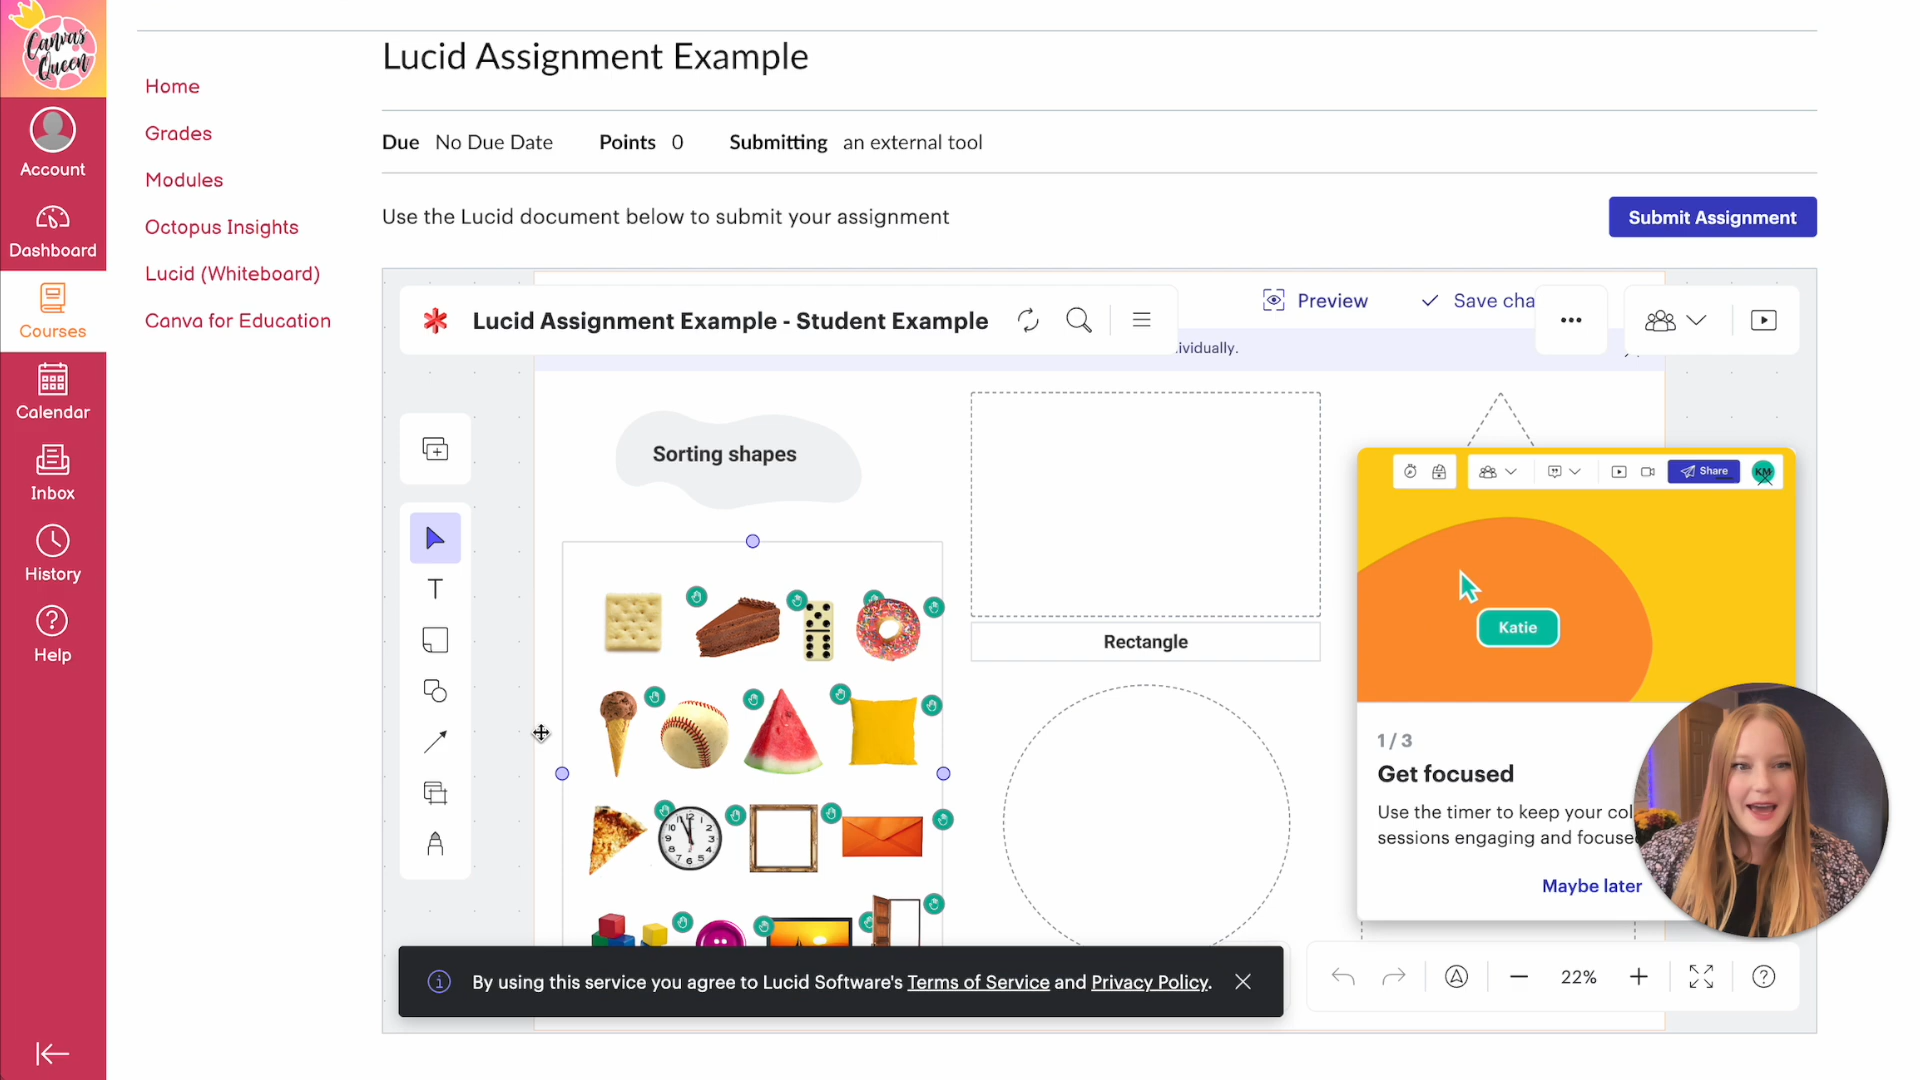 Canvas
Queen
Account
Dashboard
Courses
Calendar
Inbox
History
Help
Home
Grades
Modules
Octopus Insights
Lucid (Whiteboard)
Canva for Education
Lucid Assignment Example
Due No Due Date Points 0 Submitting an external tool
Use the Lucid document below to submit your assignment
Submit Assignment
Lucid Assignment Example - Student Example
Preview
Save cha
ividually.
Sorting shapes
Rectangle
Share
KM
Katie
1 / 3
Get focused
Use the timer to keep your col
sessions engaging and focuse
Maybe later
By using this service you agree to Lucid Software's Terms of Service and Privacy Policy.
22%